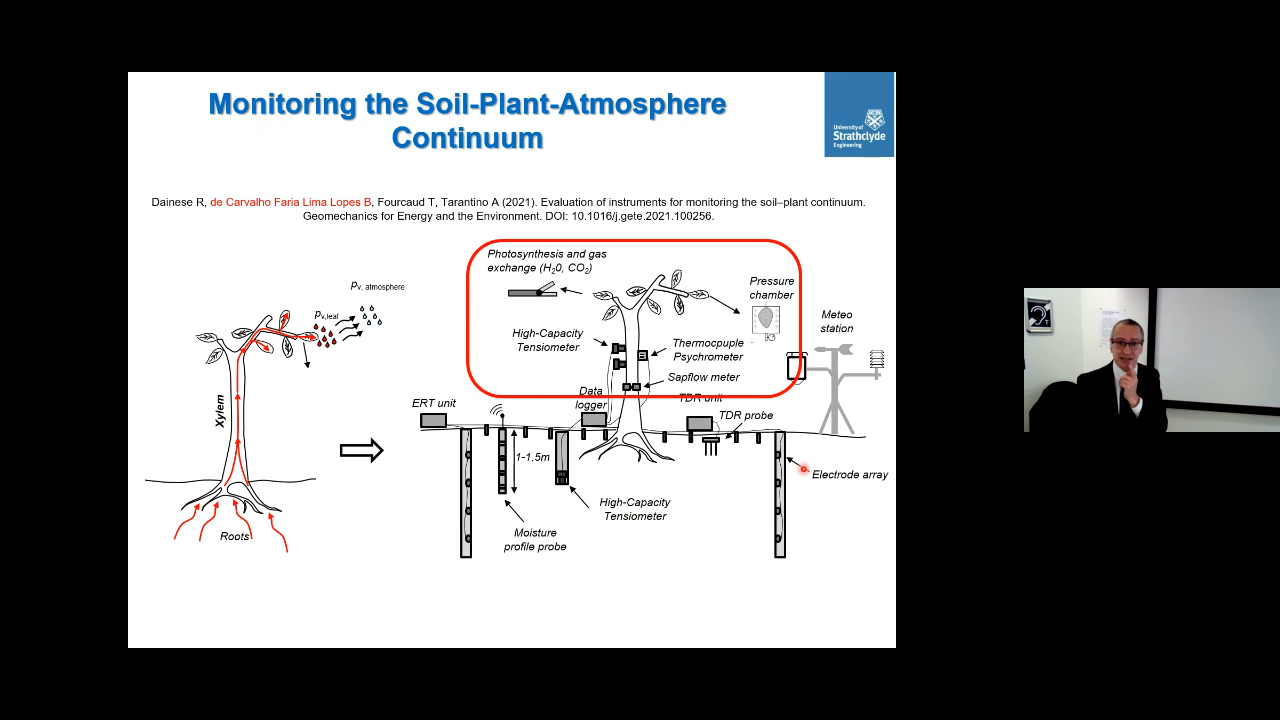 Monitoring the Soil-Plant-Atmosphere
Continuum
University of
Strathclyde
Engineering
Dainese R, de Carvalho Faria Lima Lopes B, Fourcaud T, Tarantino A (2021). Evaluation of instruments for monitoring the soil–plant continuum.
Geomechanics for Energy and the Environment. DOI: 10.1016/j.gete.2021.100256.
pv, atmosphere
pv,leaf
Xylem
Roots
Photosynthesis and gas
exchange (H20, CO2)
Pressure
chamber
Meteo
station
High-Capacity
Tensiometer
Thermocpuple
Psychrometer
Sapflow meter
Data
logger
TDR unit
ERT unit
TDR probe
1-1.5m
Electrode array
High-Capacity
Tensiometer
Moisture
profile probe